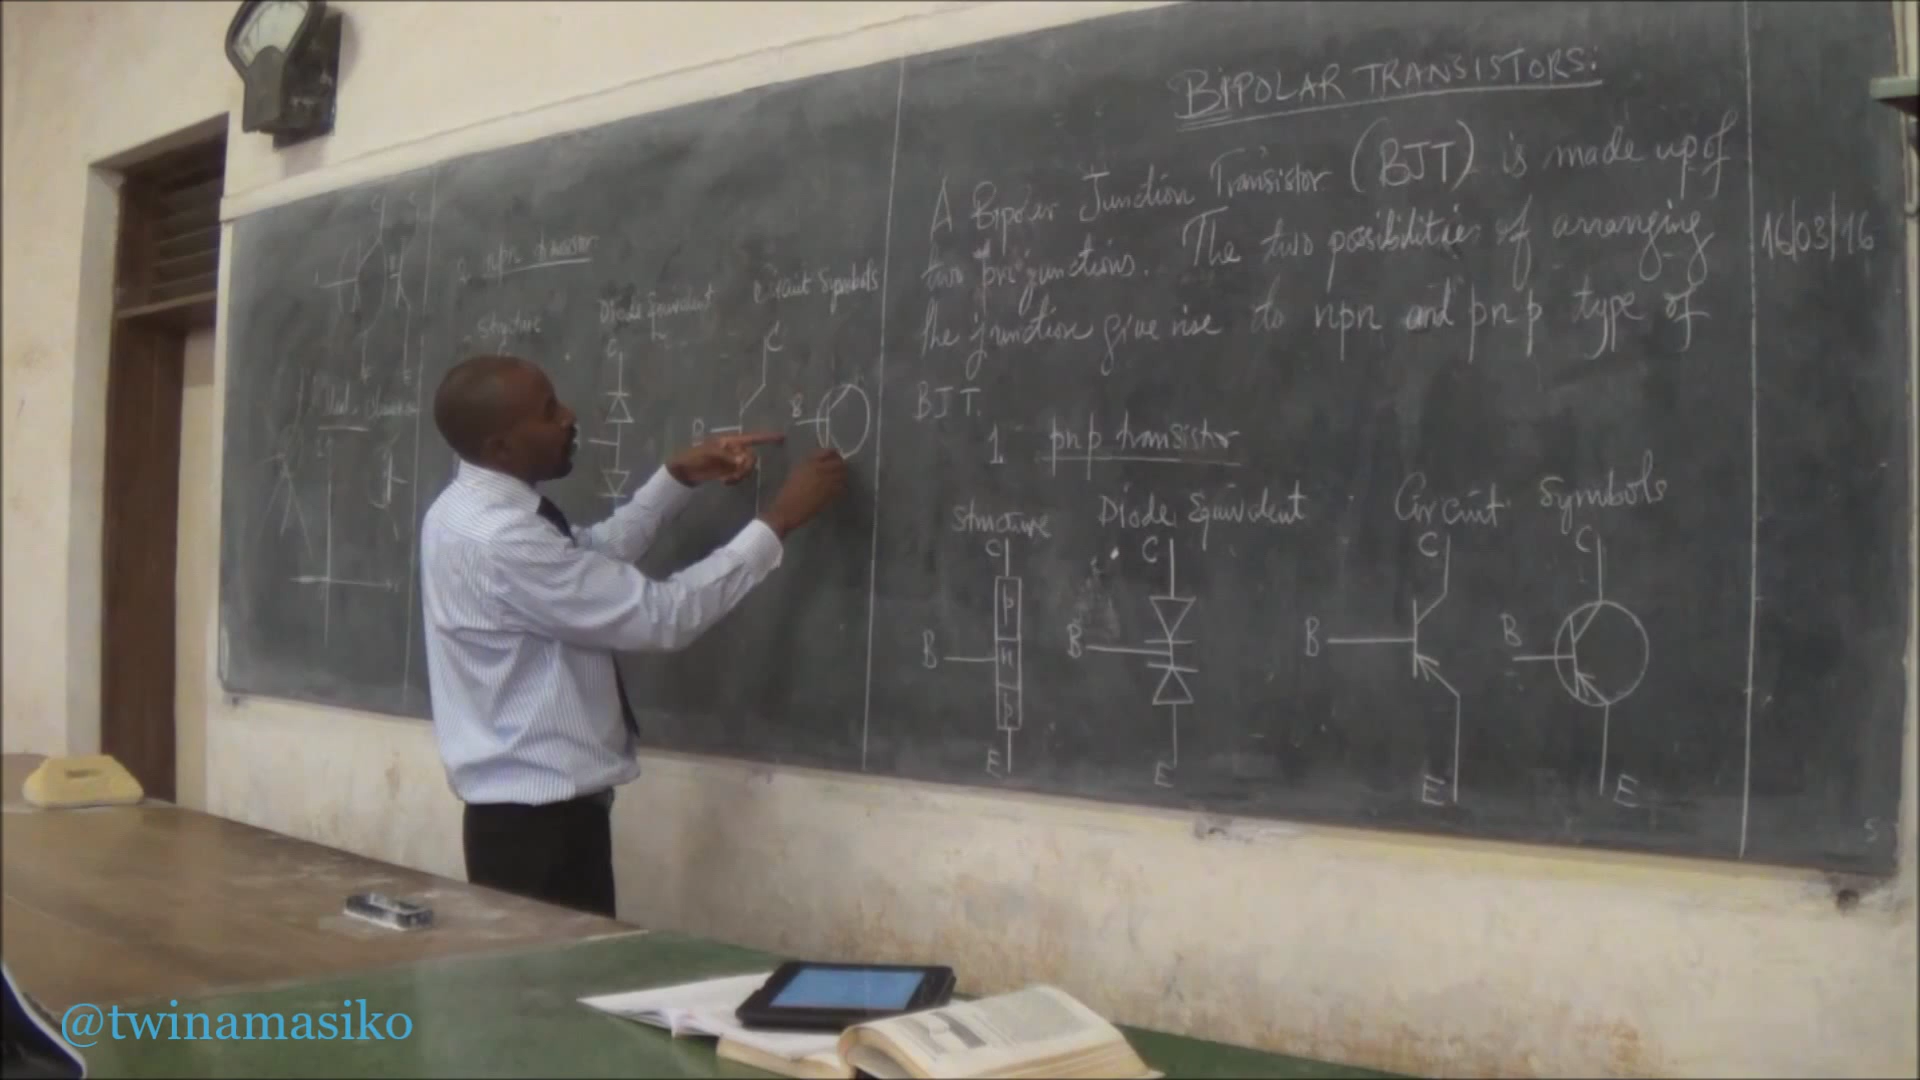 BIPOLAR TRANSISTORS:
A Bipolar Junction Transistor (BJT) is made up of
two pn junctions. The two possibilities of arranging
the junction give rise to npn and pnp type of
BJT.
1 pnp transistor
Structure Diode Equivalent Circuit Symbols
C C C C
p
B n B B B
p
E E E E
16/03/16
2. npn transistor
Structure Diode Equivalent Circuit Symbols
C C
B B
@twinamasiko